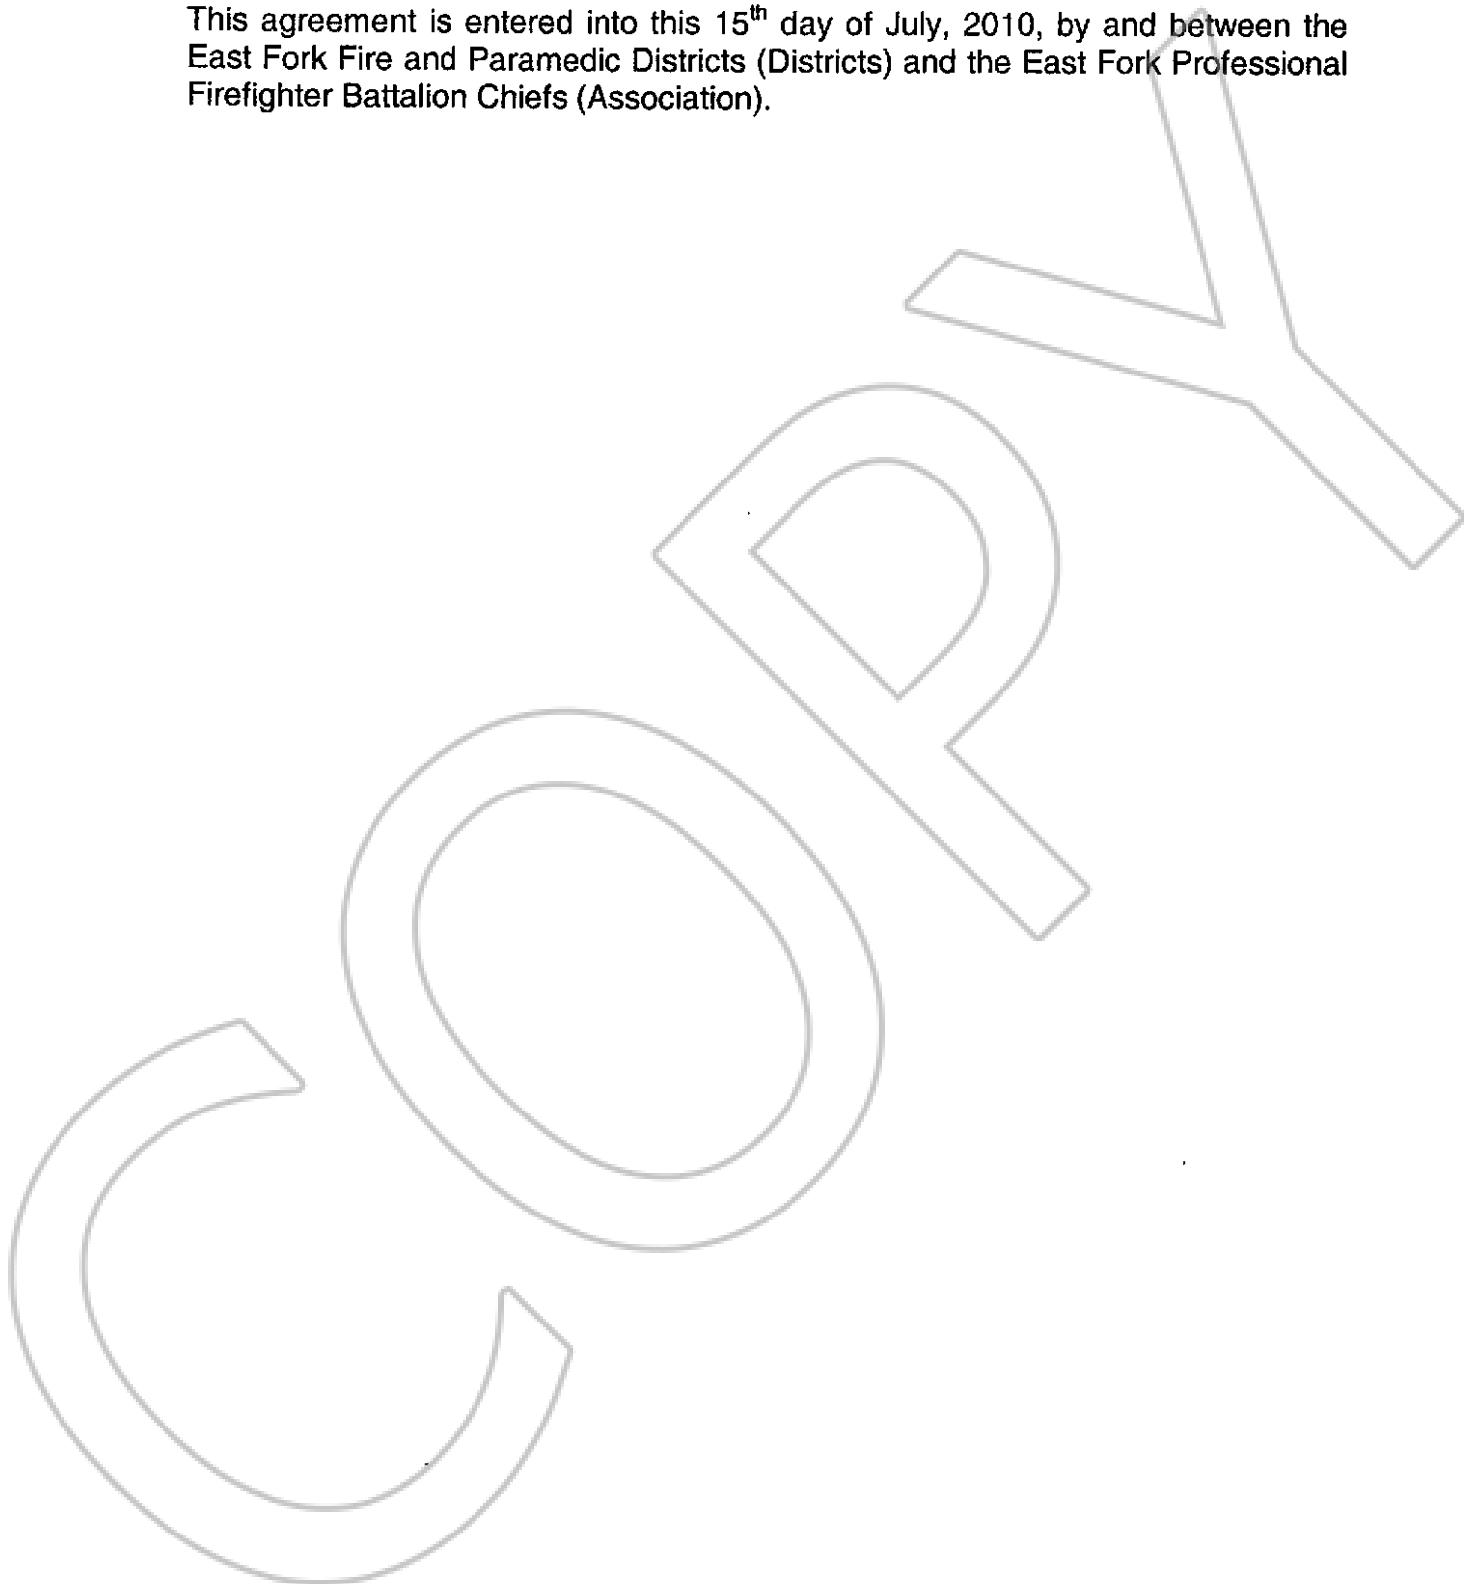 This agreement is entered into this 15th day of July, 2010, by and between the
East Fork Fire and Paramedic Districts (Districts) and the East Fork Professional
Firefighter Battalion Chiefs (Association).
COPY